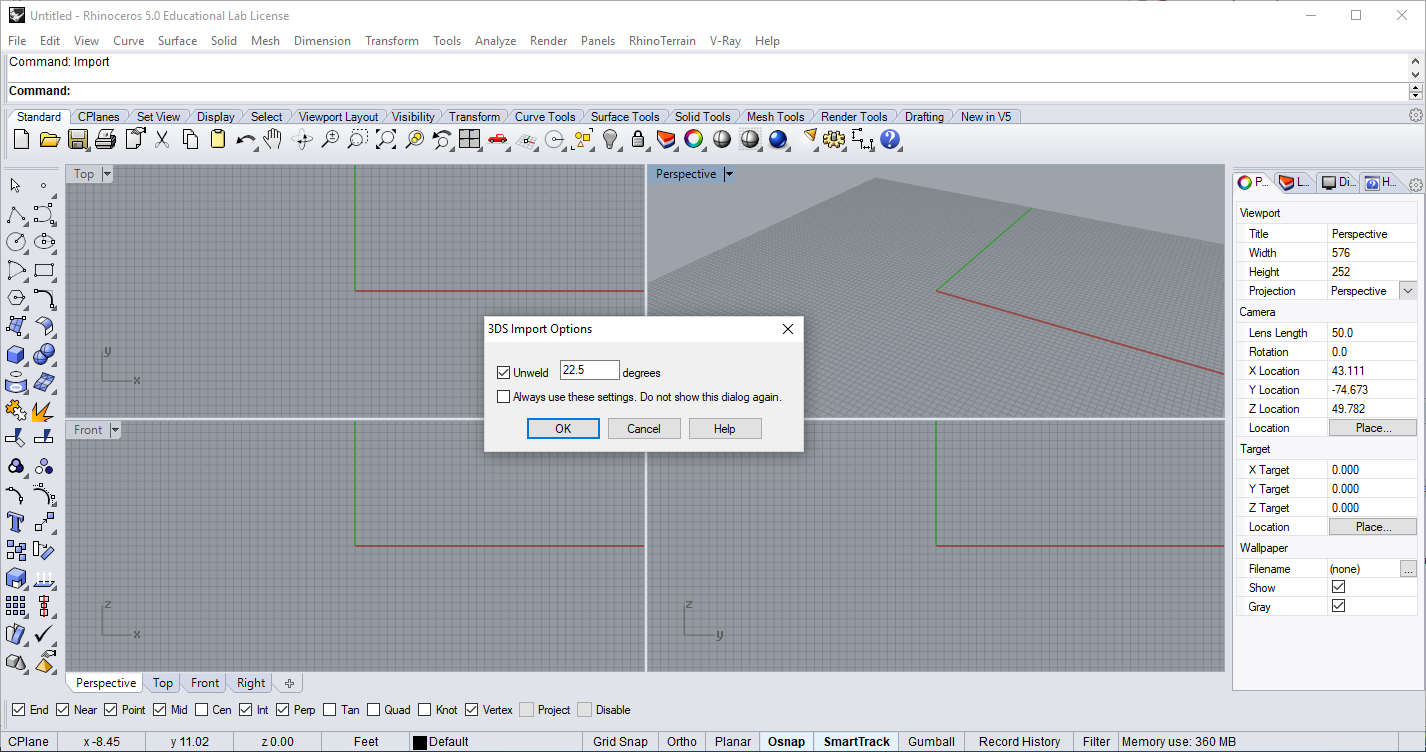 Untitled - Rhinoceros 5.0 Educational Lab License
File Edit View Curve Surface Solid Mesh Dimension Transform Tools Analyze Render Panels RhinoTerrain V-Ray Help
Command: Import
Command:
Standard CPlanes Set View Display Select Viewport Layout Visibility Transform Curve Tools Surface Tools Solid Tools Mesh Tools Render Tools Drafting New in V5
Top
Perspective
P... L... Di... H...
Viewport
Title Perspective
Width 576
Height 252
Projection Perspective
Camera
Lens Length 50.0
Rotation 0.0
X Location 43.111
Y Location -74.673
Z Location 49.782
Location Place...
Target
X Target 0.000
Y Target 0.000
Z Target 0.000
Location Place...
Wallpaper
Filename (none) ...
Show
Gray
3DS Import Options
Unweld 22.5 degrees
Always use these settings. Do not show this dialog again.
OK Cancel Help
y
x
Front
z
x
z
y
Perspective Top Front Right
End Near Point Mid Cen Int Perp Tan Quad Knot Vertex Project Disable
CPlane x -8.45 y 11.02 z 0.00 Feet Default Grid Snap Ortho Planar Osnap SmartTrack Gumball Record History Filter Memory use: 360 MB